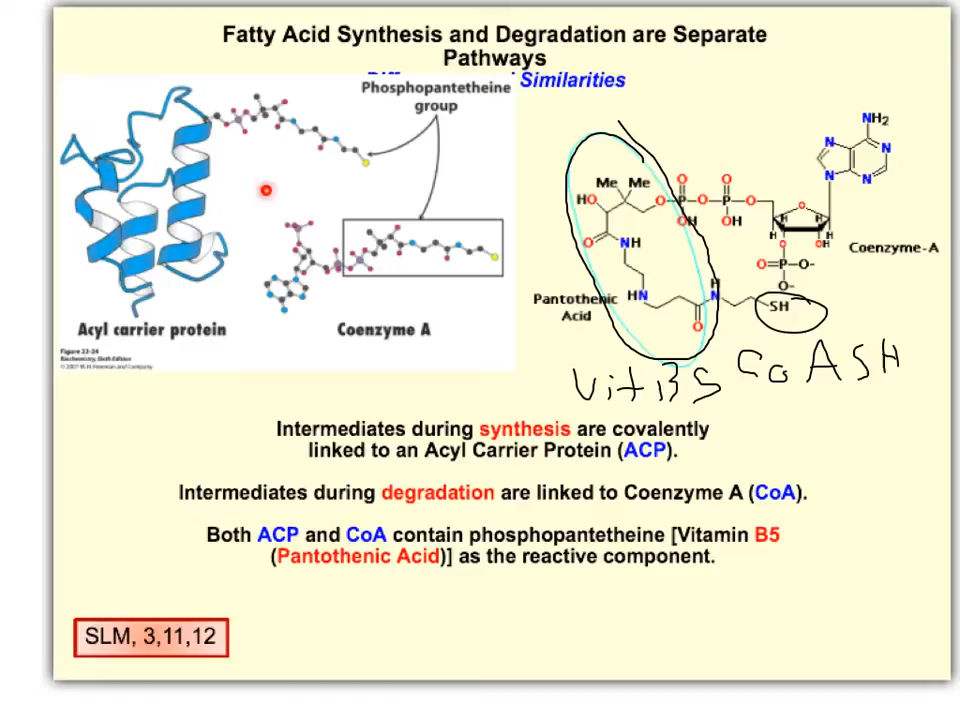 Fatty Acid Synthesis and Degradation are Separate
Pathways
Similarities
Phosphopantetheine
group
Acyl carrier protein
Coenzyme A
Figure 22-24
Biochemistry, Sixth Edition
© 2007 W.H. Freeman and Company
NH2
N
N
N
N
Me Me
HO
O
O
O
P
O
P
O
OH
OH
O
H
H
H
H
O
OH
Coenzyme-A
O
NH
O=P-O-
O-
H
HN
N
SH
O
Pantothenic
Acid
Vit B5
CoASH
Intermediates during synthesis are covalently
linked to an Acyl Carrier Protein (ACP).
Intermediates during degradation are linked to Coenzyme A (CoA).
Both ACP and CoA contain phosphopantetheine [Vitamin B5
(Pantothenic Acid)] as the reactive component.
SLM, 3,11,12